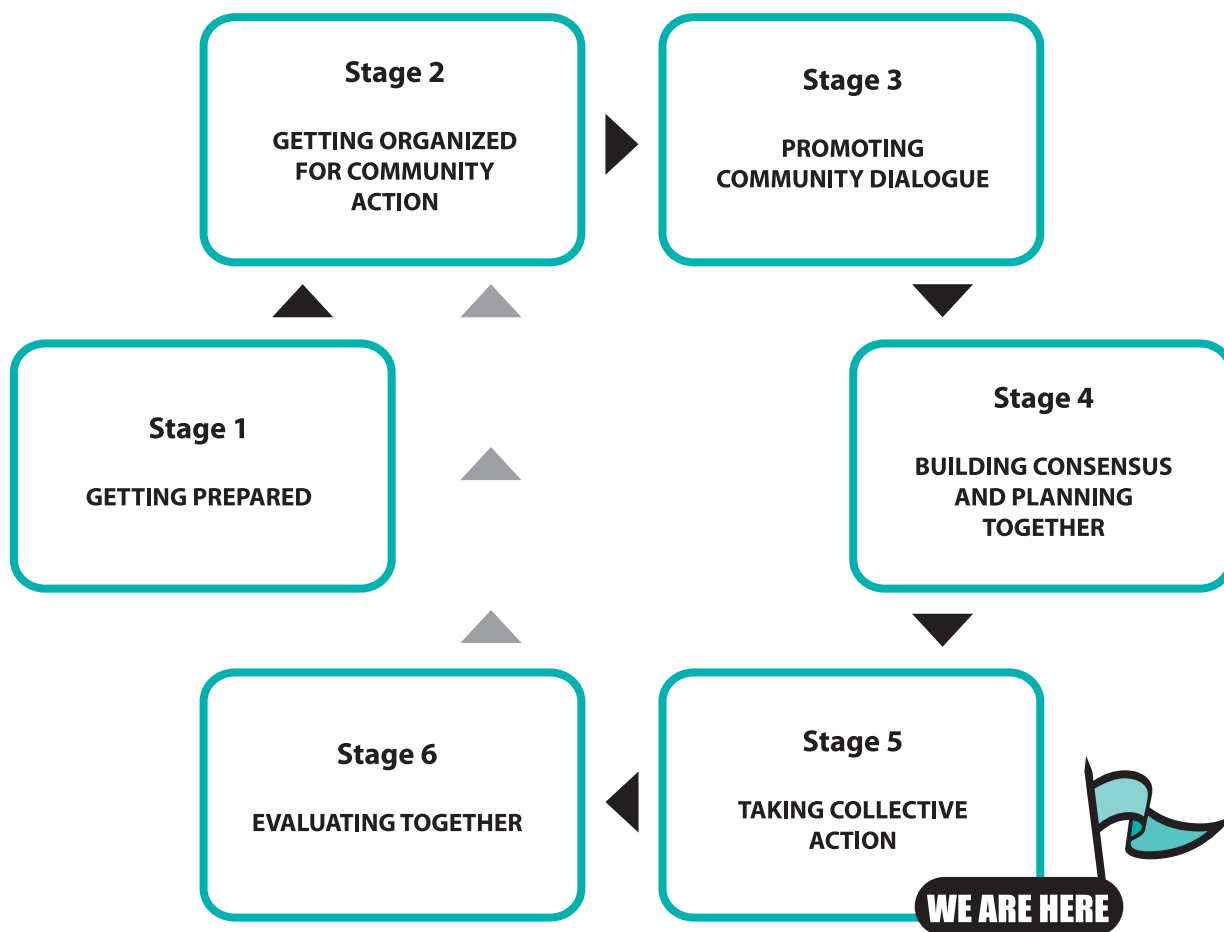 Stage 1
GETTING PREPARED
Stage 2
GETTING ORGANIZED
FOR COMMUNITY
ACTION
Stage 3
PROMOTING
COMMUNITY DIALOGUE
Stage 4
BUILDING CONSENSUS
AND PLANNING
TOGETHER
Stage 5
TAKING COLLECTIVE
ACTION
WE ARE HERE
Stage 6
EVALUATING TOGETHER